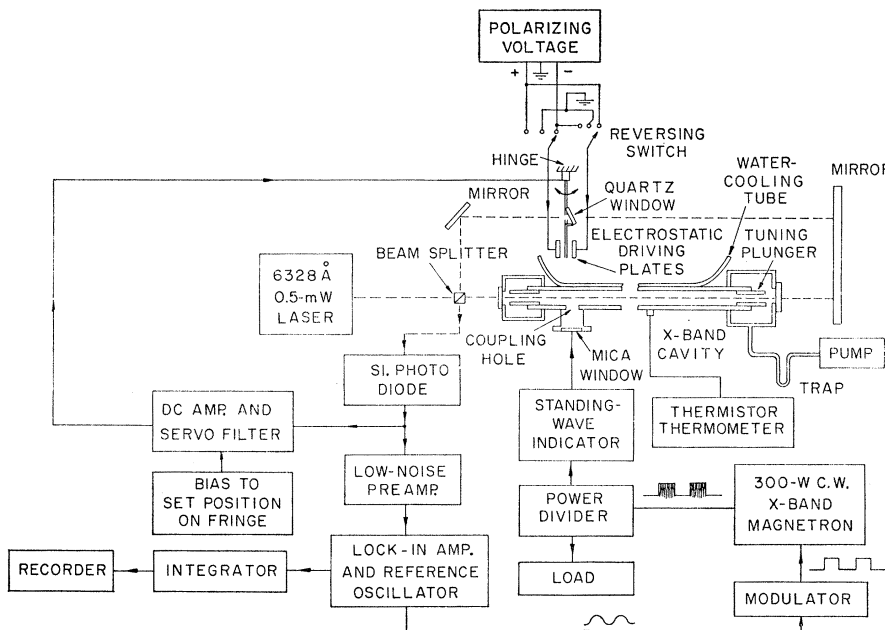 POLARIZING
VOLTAGE
+
−
REVERSING
SWITCH
HINGE
WATER-
COOLING
TUBE
MIRROR
MIRROR
QUARTZ
WINDOW
TUNING
PLUNGER
ELECTROSTATIC
DRIVING
PLATES
BEAM SPLITTER
6328 Å
0.5-mW
LASER
COUPLING
HOLE
MICA
WINDOW
X-BAND
CAVITY
PUMP
TRAP
SI. PHOTO
DIODE
DC AMP. AND
SERVO FILTER
STANDING-
WAVE
INDICATOR
THERMISTOR
THERMOMETER
BIAS TO
SET POSITION
ON FRINGE
LOW-NOISE
PREAMP.
POWER
DIVIDER
300-W C.W.
X-BAND
MAGNETRON
RECORDER
INTEGRATOR
LOCK-IN AMP.
AND REFERENCE
OSCILLATOR
LOAD
MODULATOR